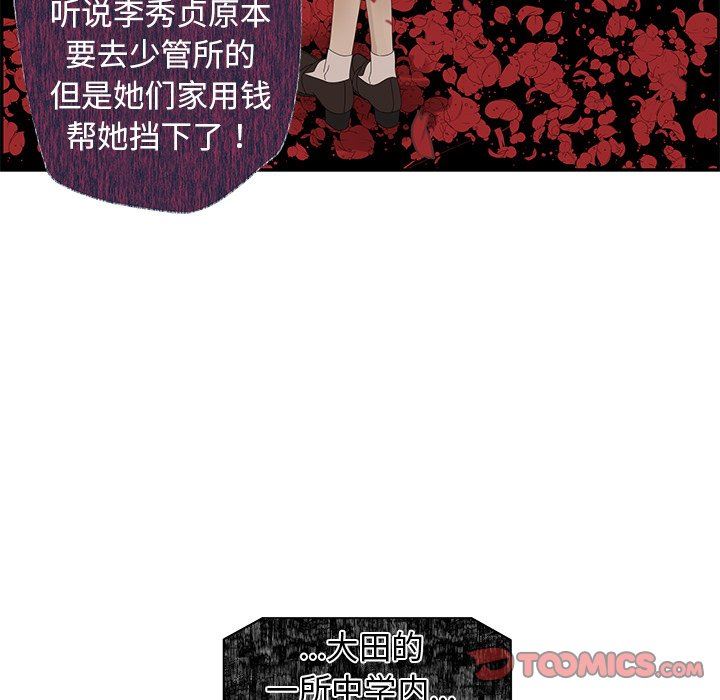 听说李秀贞原本
要去少管所的
但是她们家用钱
帮她挡下了！
...大田的
一所中学内...
TOOMICS.COM